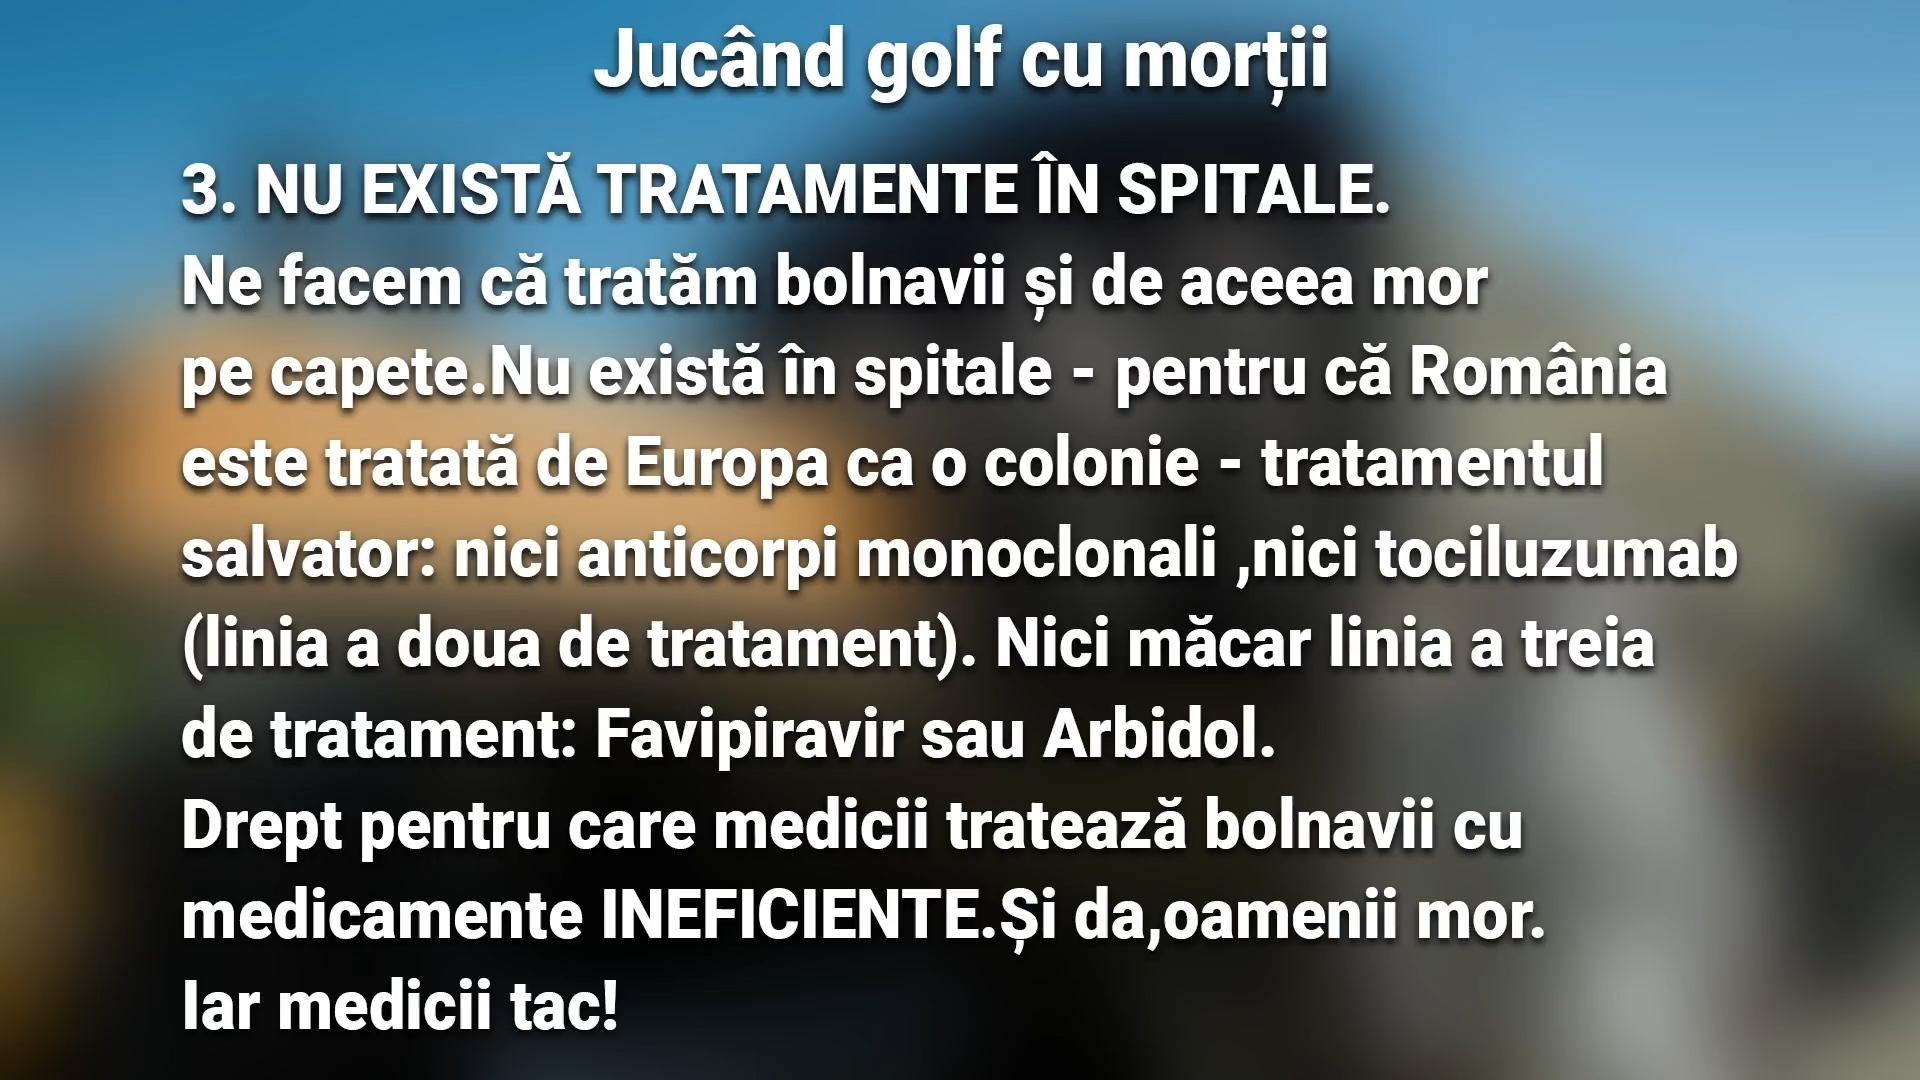 Jucând golf cu morții
3. NU EXISTĂ TRATAMENTE ÎN SPITALE.
Ne facem că tratăm bolnavii și de aceea mor
pe capete.Nu există în spitale - pentru că România
este tratată de Europa ca o colonie - tratamentul
salvator: nici anticorpi monoclonali ,nici tociluzumab
(linia a doua de tratament). Nici măcar linia a treia
de tratament: Favipiravir sau Arbidol.
Drept pentru care medicii tratează bolnavii cu
medicamente INEFICIENTE.Și da,oamenii mor.
Iar medicii tac!